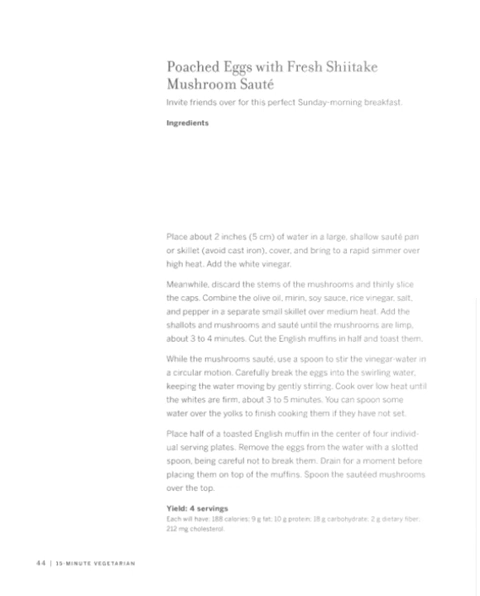 Poached Eggs with Fresh Shiitake
Mushroom Sauté
Invite friends over for this perfect Sunday-morning breakfast.
Ingredients
Place about 2 inches (5 cm) of water in a large, shallow sauté pan
or skillet (avoid cast iron), cover, and bring to a rapid simmer over
high heat. Add the white vinegar.
Meanwhile, discard the stems of the mushrooms and thinly slice
the caps. Combine the olive oil, mirin, soy sauce, rice vinegar, salt,
and pepper in a separate small skillet over medium heat. Add the
shallots and mushrooms and sauté until the mushrooms are limp,
about 3 to 4 minutes. Cut the English muffins in half and toast them.
While the mushrooms sauté, use a spoon to stir the vinegar-water in
a circular motion. Carefully break the eggs into the swirling water,
keeping the water moving by gently stirring. Cook over low heat until
the whites are firm, about 3 to 5 minutes. You can spoon some
water over the yolks to finish cooking them if they have not set.
Place half of a toasted English muffin in the center of four individ-
ual serving plates. Remove the eggs from the water with a slotted
spoon, being careful not to break them. Drain for a moment before
placing them on top of the muffins. Spoon the sautéed mushrooms
over the top.
Yield: 4 servings
Each will have: 188 calories; 9 g fat; 10 g protein; 18 g carbohydrate; 2 g dietary fiber;
212 mg cholesterol.
44 | 15-MINUTE VEGETARIAN